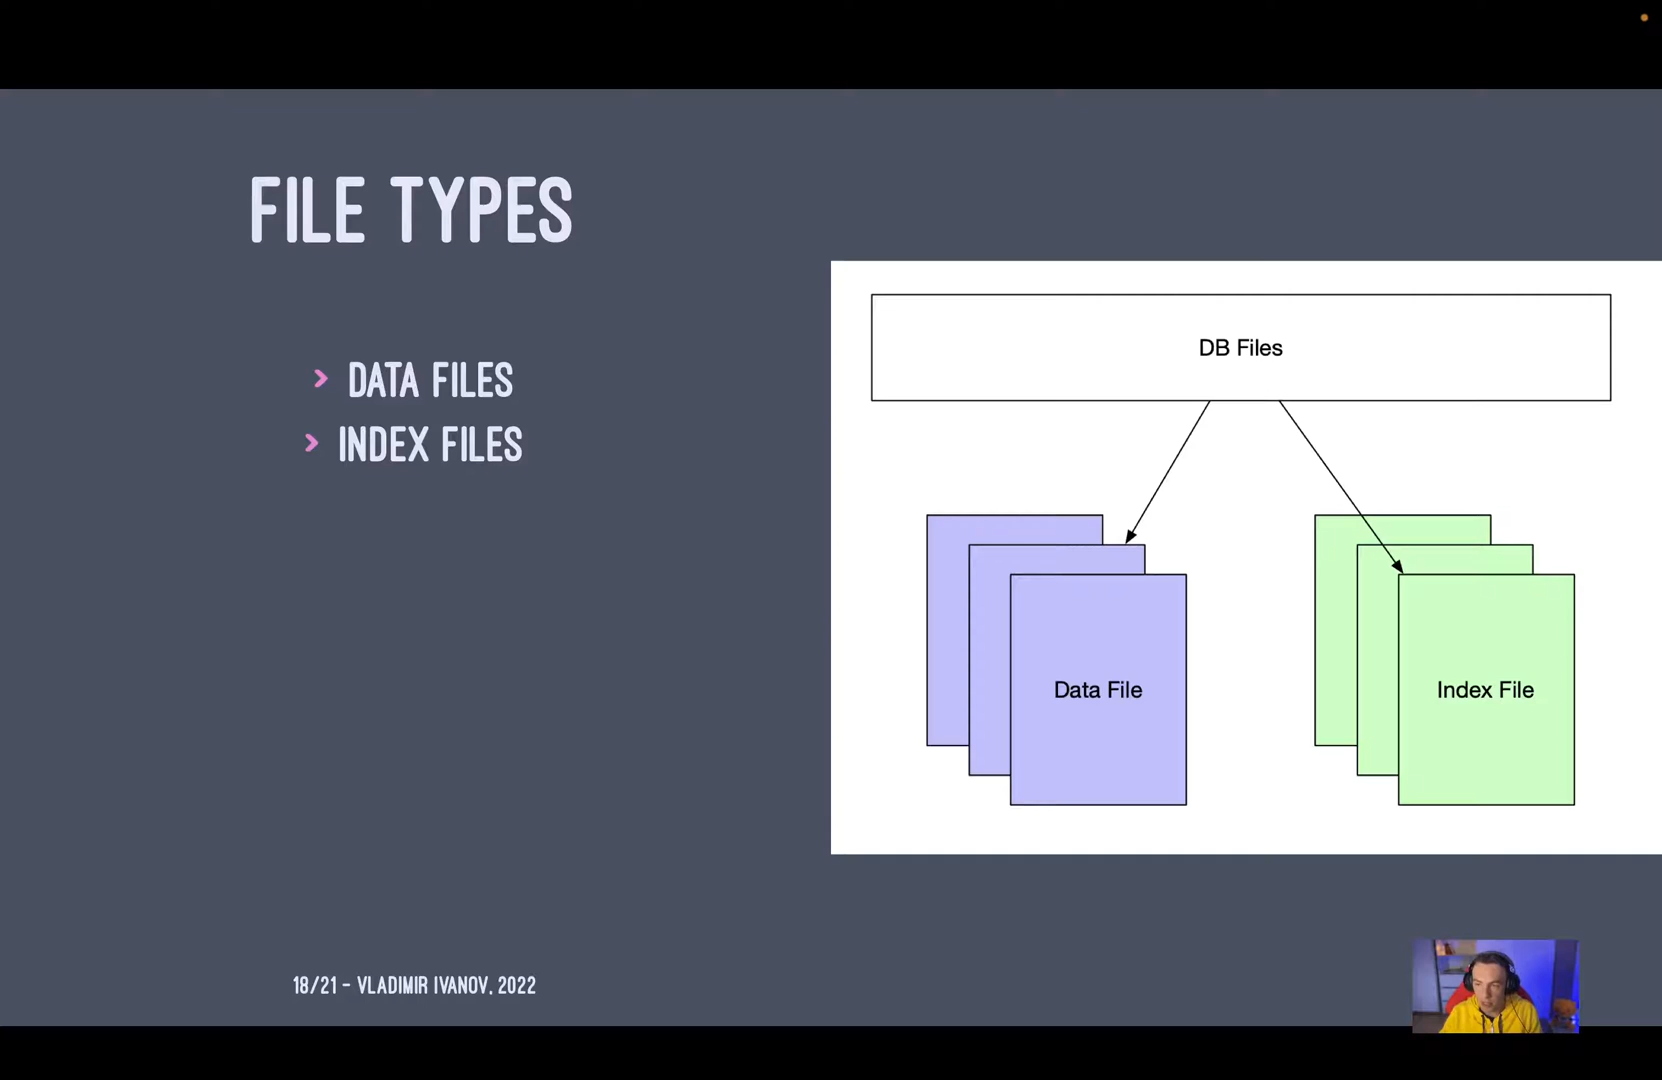 FILE TYPES
DATA FILES
INDEX FILES
DB Files
Data File
Index File
18/21 - VLADIMIR IVANOV, 2022